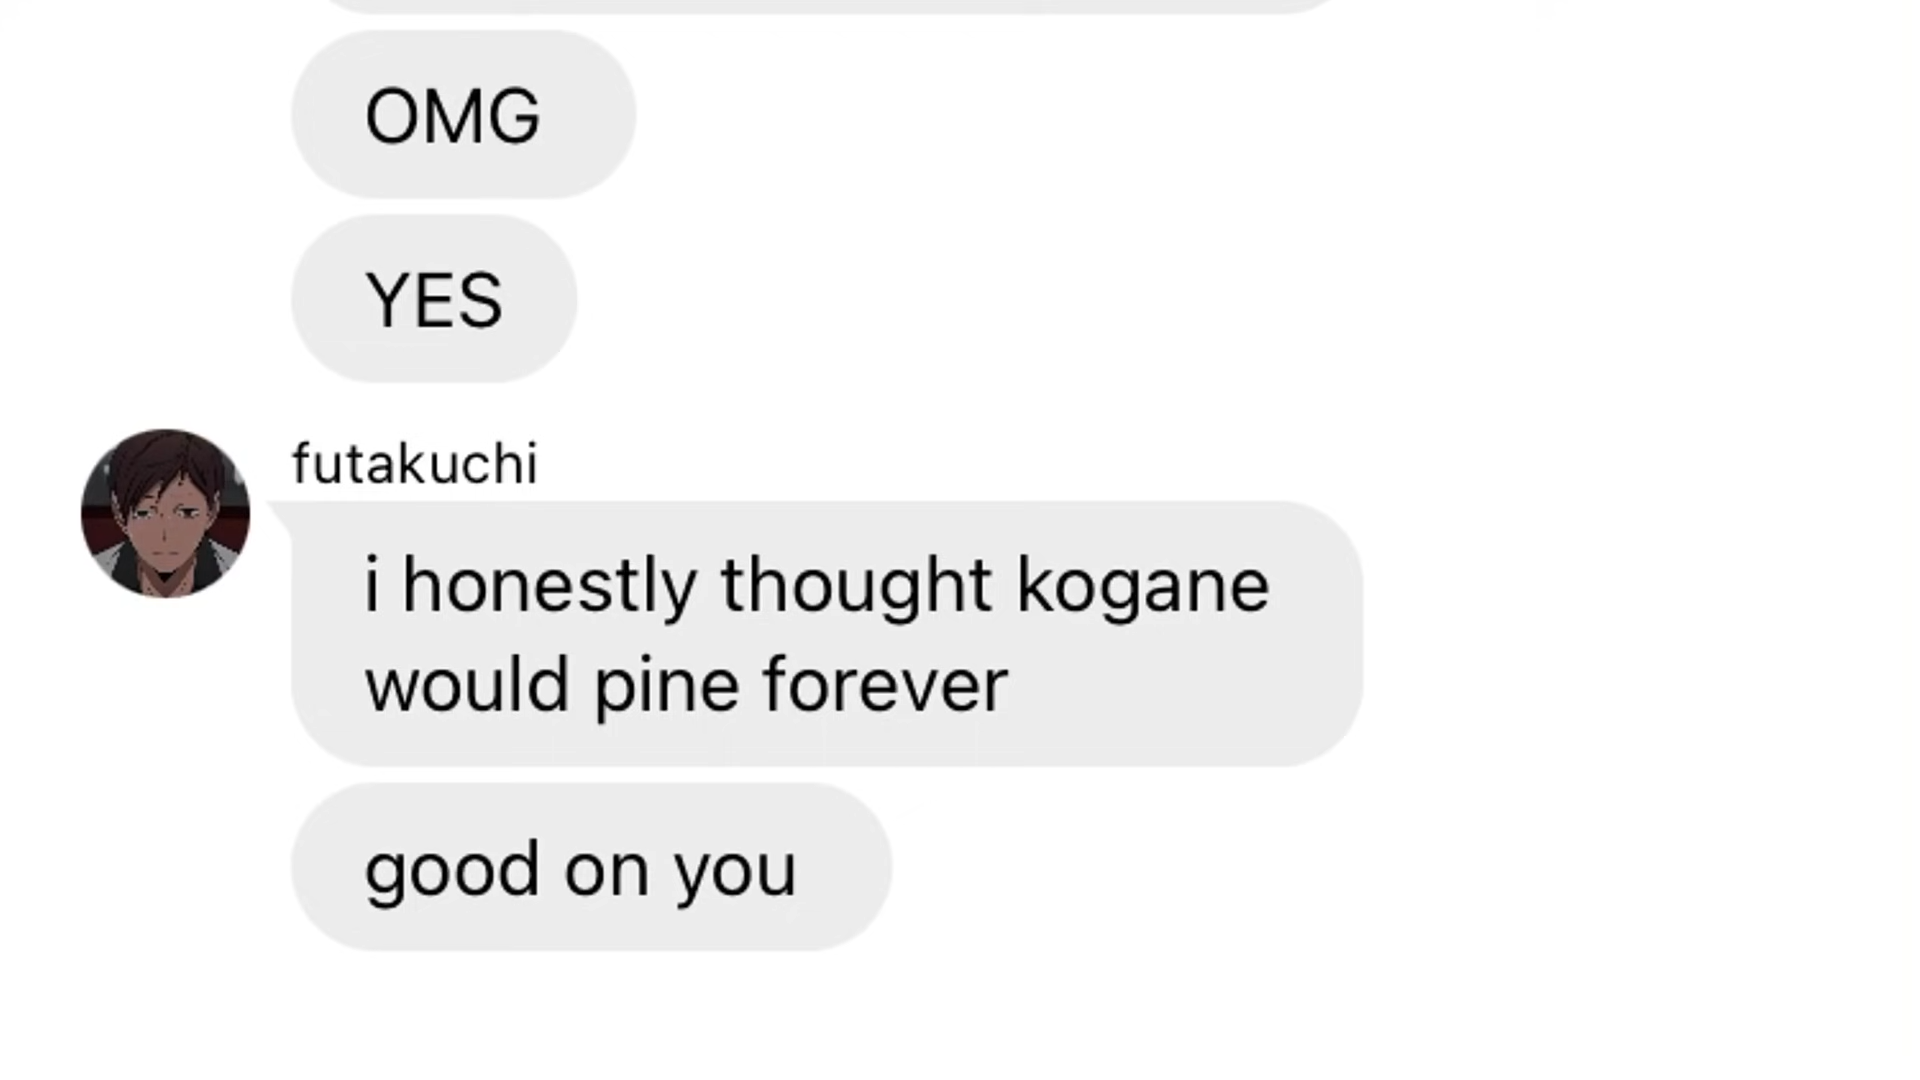 OMG
YES
futakuchi
i honestly thought kogane
would pine forever
good on you